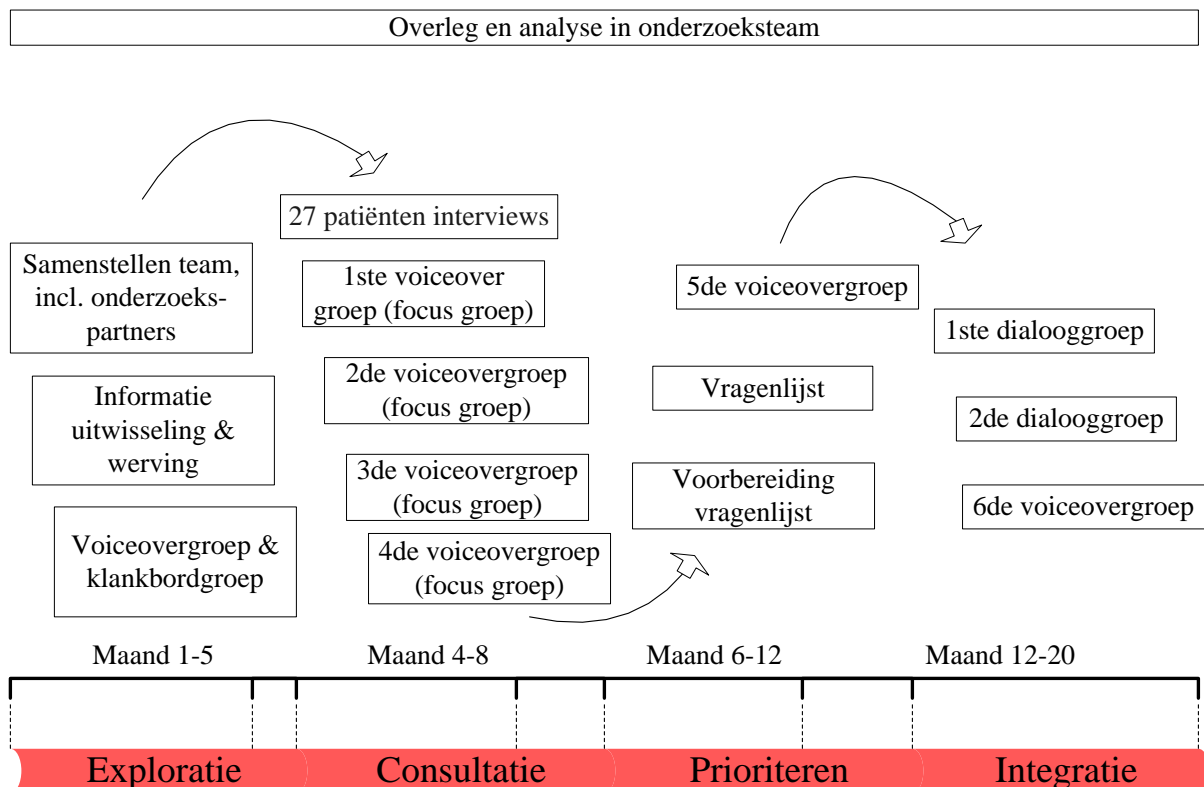 Overleg en analyse in onderzoeksteam
Samenstellen team,
incl. onderzoeks-
partners
Informatie
uitwisseling &
werving
Voiceovergroep &
klankbordgroep
27 patiënten interviews
1ste voiceover
groep (focus groep)
2de voiceovergroep
(focus groep)
3de voiceovergroep
(focus groep)
4de voiceovergroep
(focus groep)
5de voiceovergroep
Vragenlijst
Voorbereiding
vragenlijst
1ste dialooggroep
2de dialooggroep
6de voiceovergroep
Maand 1-5
Maand 4-8
Maand 6-12
Maand 12-20
Exploratie
Consultatie
Prioriteren
Integratie